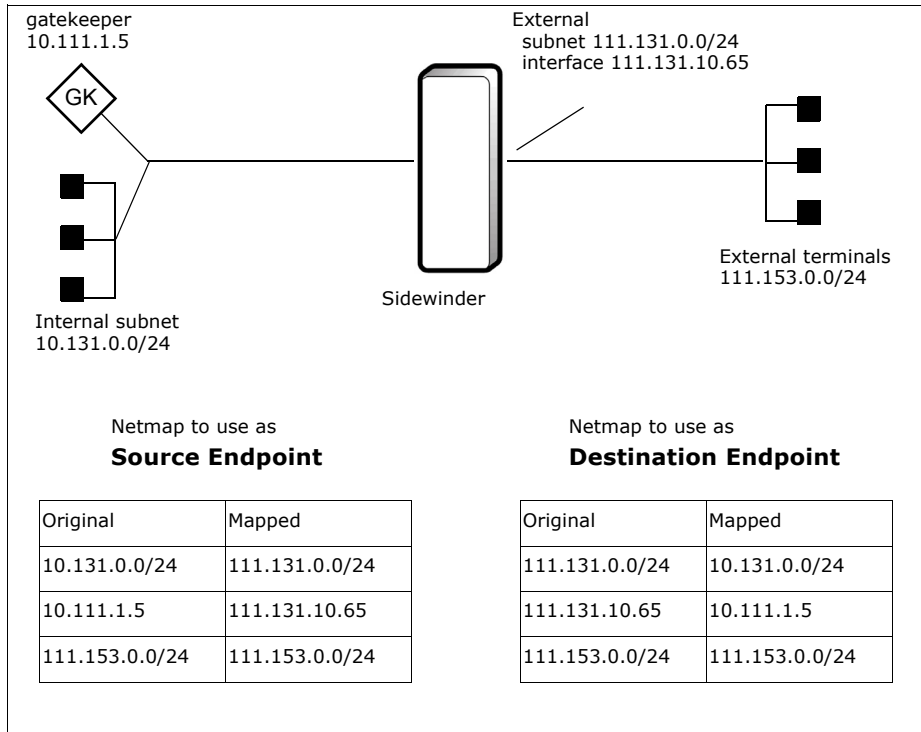 gatekeeper
10.111.1.5
GK
External
subnet 111.131.0.0/24
interface 111.131.10.65
Sidewinder
External terminals
111.153.0.0/24
Internal subnet
10.131.0.0/24
Netmap to use as
Source Endpoint
Original Mapped
10.131.0.0/24 111.131.0.0/24
10.111.1.5 111.131.10.65
111.153.0.0/24 111.153.0.0/24
Netmap to use as
Destination Endpoint
Original Mapped
111.131.0.0/24 10.131.0.0/24
111.131.10.65 10.111.1.5
111.153.0.0/24 111.153.0.0/24